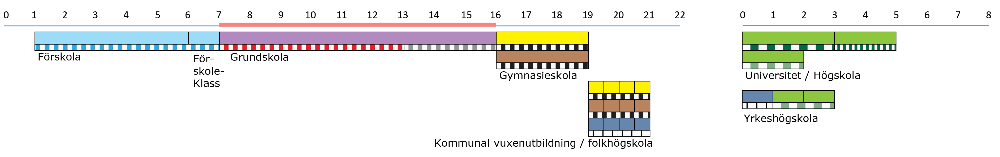 0 1 2 3 4 5 6 7 8 9 10 11 12 13 14 15 16 17 18 19 20 21 22 0 1 2 3 4 5 6 7 8
Förskola
För-
skole-
Klass
Grundskola
Gymnasieskola
Kommunal vuxenutbildning / folkhögskola
Universitet / Högskola
Yrkeshögskola